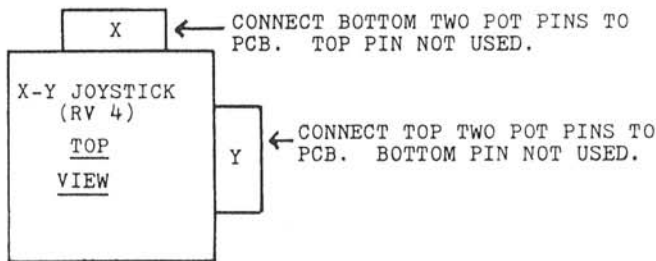 X
CONNECT BOTTOM TWO POT PINS TO
PCB. TOP PIN NOT USED.
X-Y JOYSTICK
(RV 4)
TOP
VIEW
Y
CONNECT TOP TWO POT PINS TO
PCB. BOTTOM PIN NOT USED.